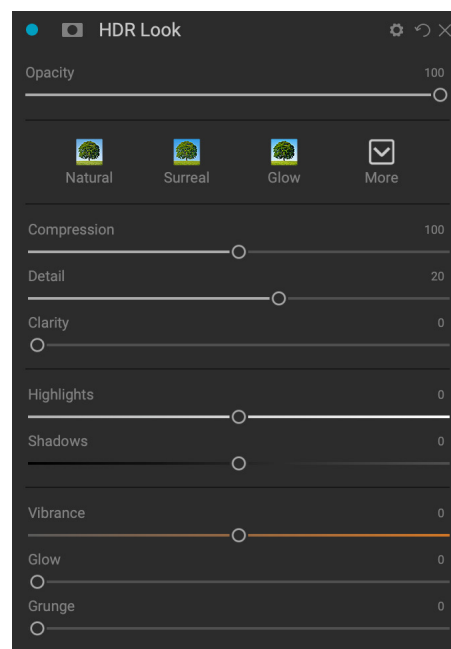 HDR Look
Opacity 100
Natural Surreal Glow More
Compression 100
Detail 20
Clarity 0
Highlights 0
Shadows 0
Vibrance 0
Glow 0
Grunge 0